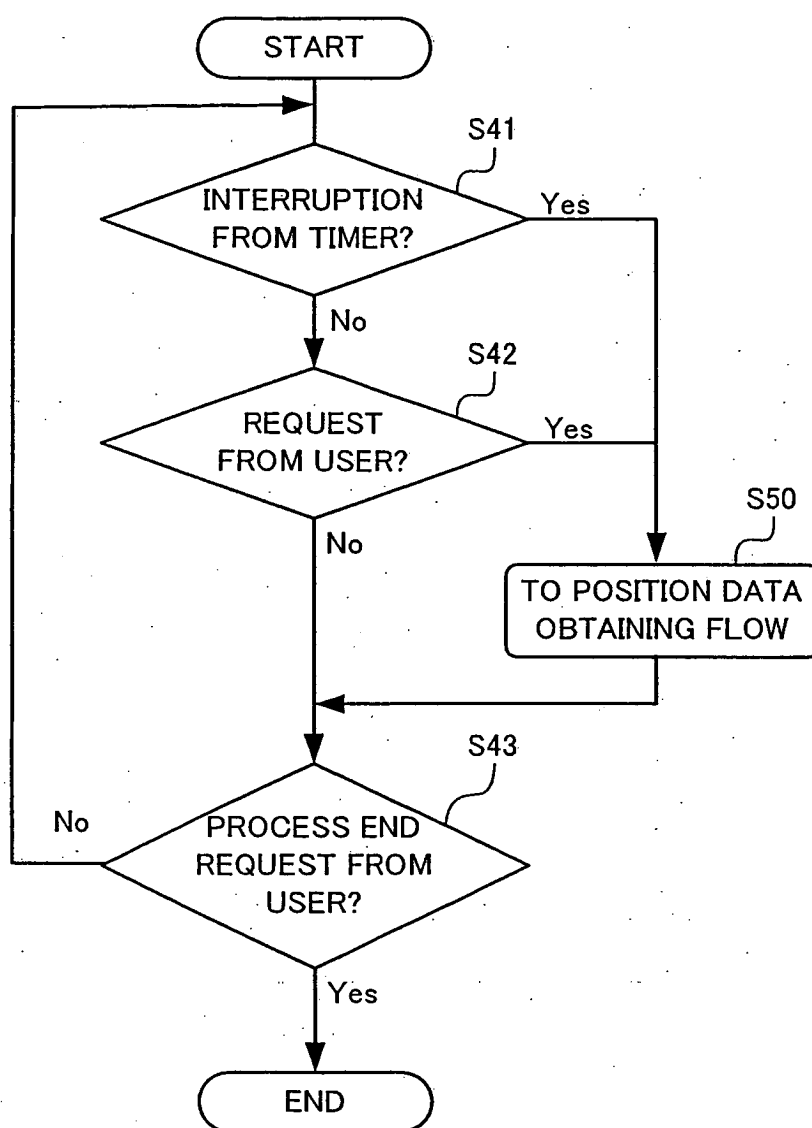 START
S41
INTERRUPTION
FROM TIMER?
Yes
No
S42
REQUEST
FROM USER?
Yes
No
S50
TO POSITION DATA
OBTAINING FLOW
S43
No
PROCESS END
REQUEST FROM
USER?
Yes
END